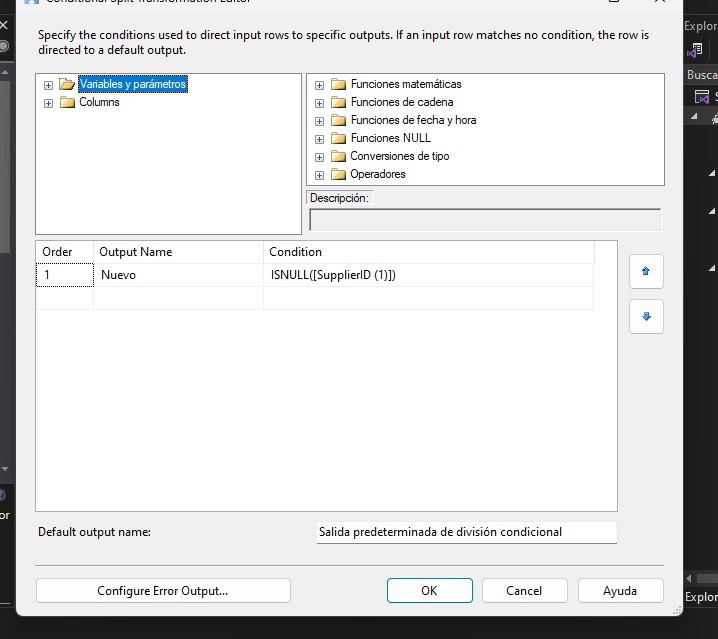 Conditional Split Transformation Editor
Specify the conditions used to direct input rows to specific outputs. If an input row matches no condition, the row is
directed to a default output.
Variables y parámetros
Columns
Funciones matemáticas
Funciones de cadena
Funciones de fecha y hora
Funciones NULL
Conversiones de tipo
Operadores
Descripción:
Order Output Name Condition
1 Nuevo ISNULL([SupplierID (1)])
Default output name: Salida predeterminada de división condicional
Configure Error Output... OK Cancel Ayuda
Explor
Busca
S
or
Explor